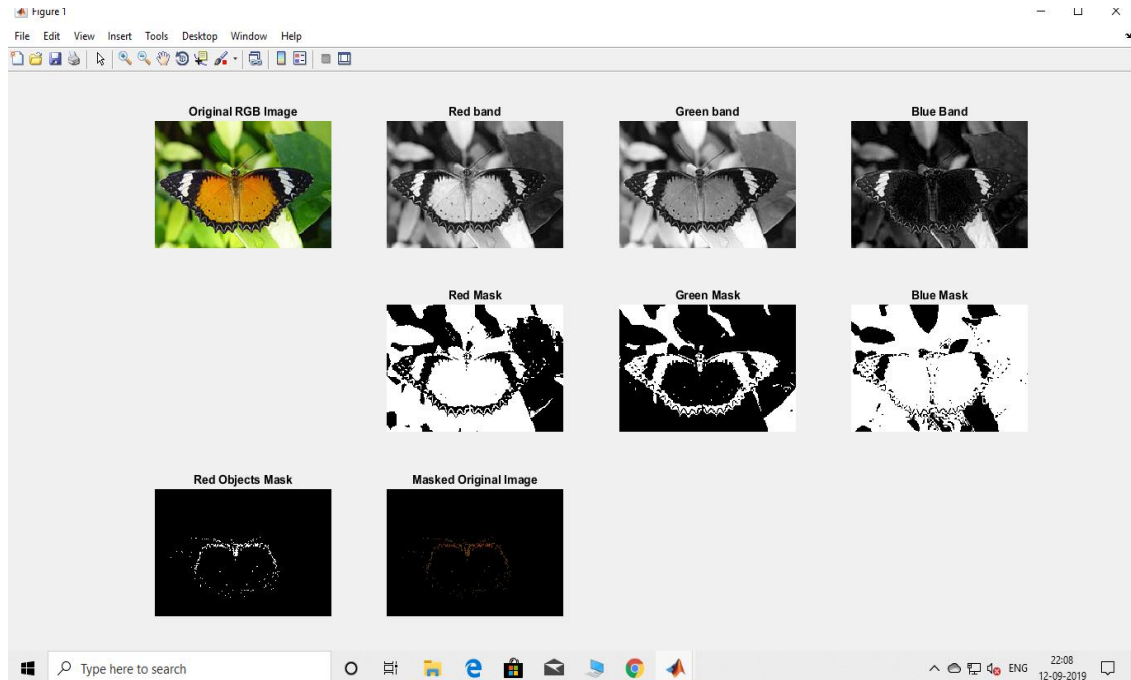 Figure 1
File Edit View Insert Tools Desktop Window Help
Original RGB Image
Red band
Green band
Blue Band
Red Mask
Green Mask
Blue Mask
Red Objects Mask
Masked Original Image
Type here to search
ENG
22:08
12-09-2019